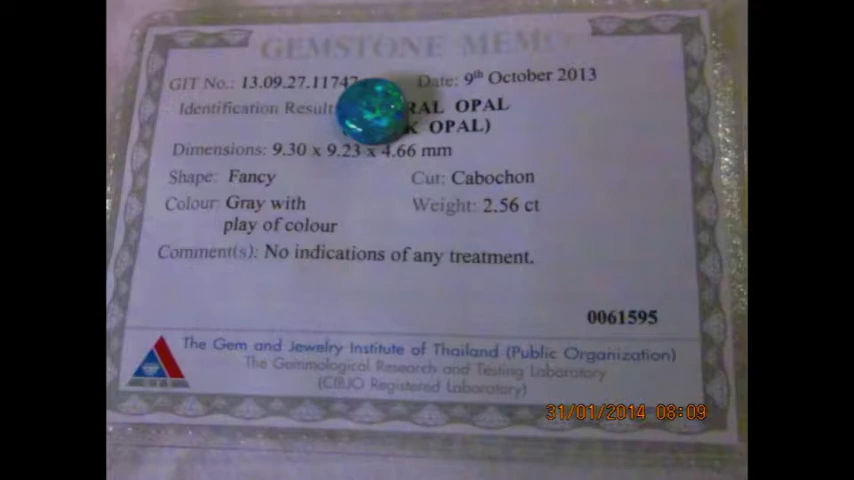 GEMSTONE MEMO
GIT No.: 13.09.27.11747 Date: 9th October 2013
Identification Result: RAL OPAL
K OPAL)
Dimensions: 9.30 x 9.23 x 4.66 mm
Shape: Fancy Cut: Cabochon
Colour: Gray with Weight: 2.56 ct
play of colour
Comment(s): No indications of any treatment.
0061595
The Gem and Jewelry Institute of Thailand (Public Organization)
The Gemmological Research and Testing Laboratory
(CIBJO Registered Laboratory)
31/01/2014 08:09